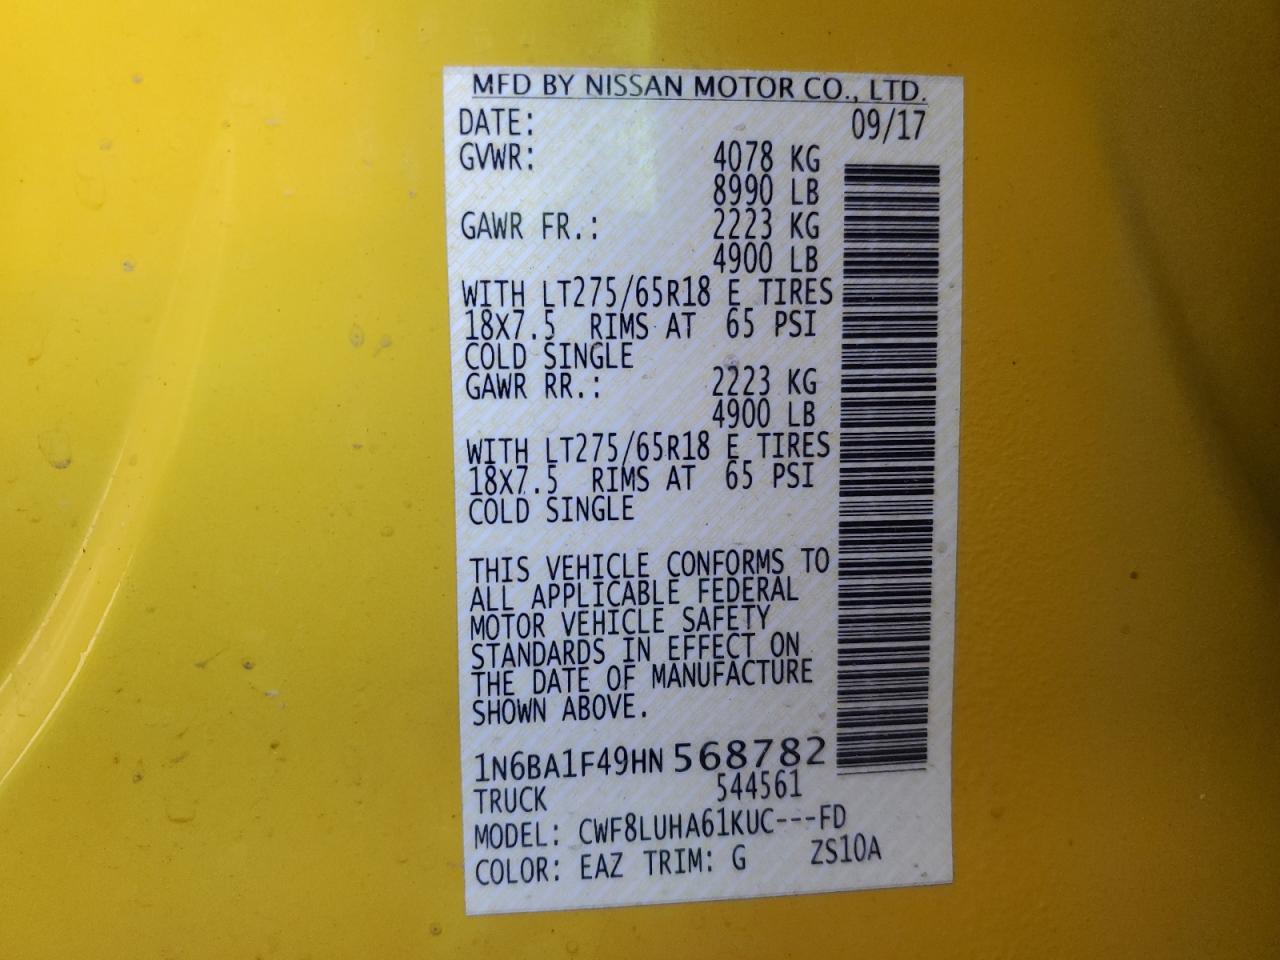 MFD BY NISSAN MOTOR CO., LTD.
DATE: 09/17
GVWR: 4078 KG
8990 LB
GAWR FR.: 2223 KG
4900 LB
WITH LT275/65R18 E TIRES
18X7.5 RIMS AT 65 PSI
COLD SINGLE
GAWR RR.: 2223 KG
4900 LB
WITH LT275/65R18 E TIRES
18X7.5 RIMS AT 65 PSI
COLD SINGLE
THIS VEHICLE CONFORMS TO
ALL APPLICABLE FEDERAL
MOTOR VEHICLE SAFETY
STANDARDS IN EFFECT ON
THE DATE OF MANUFACTURE
SHOWN ABOVE.
1N6BA1F49HN568782
TRUCK 544561
MODEL: CWF8LUHA61KUC---FD
COLOR: EAZ TRIM: G ZS10A